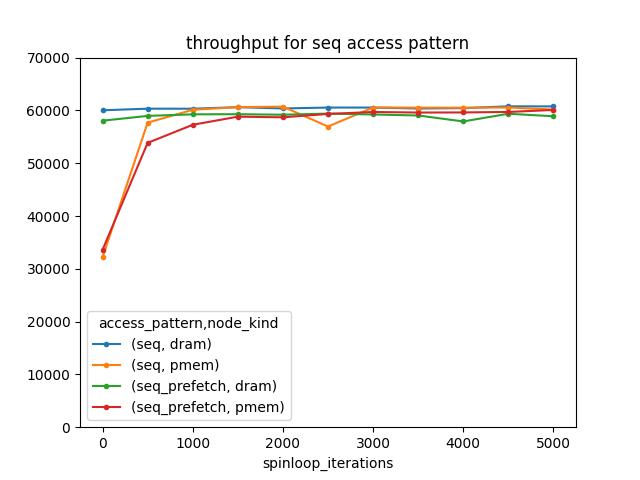 throughput for seq access pattern
70000
60000
50000
40000
30000
20000
10000
0
access_pattern,node_kind
(seq, dram)
(seq, pmem)
(seq_prefetch, dram)
(seq_prefetch, pmem)
0 1000 2000 3000 4000 5000
spinloop_iterations